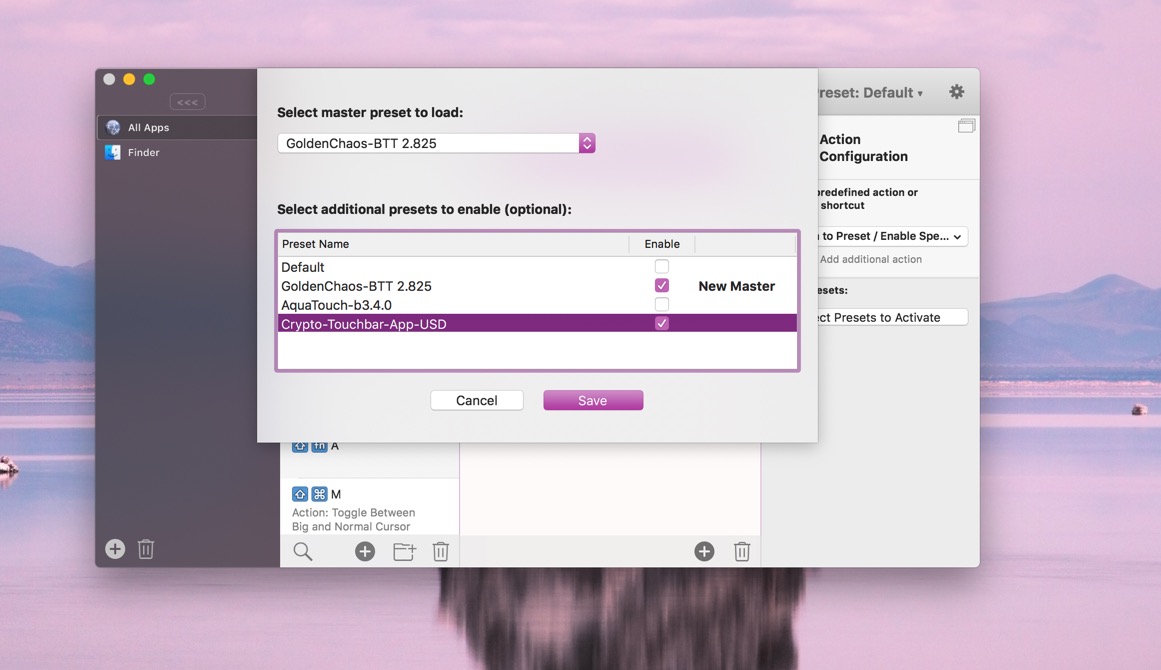 <<<
All Apps
Finder
Select master preset to load:
GoldenChaos-BTT 2.825
Select additional presets to enable (optional):
Preset Name Enable
Default
GoldenChaos-BTT 2.825 New Master
AquaTouch-b3.4.0
Crypto-Touchbar-App-USD
Cancel Save
reset: Default
Action
Configuration
predefined action or
shortcut
to Preset / Enable Spe...
Add additional action
esets:
ect Presets to Activate
fn A
M
Action: Toggle Between
Big and Normal Cursor